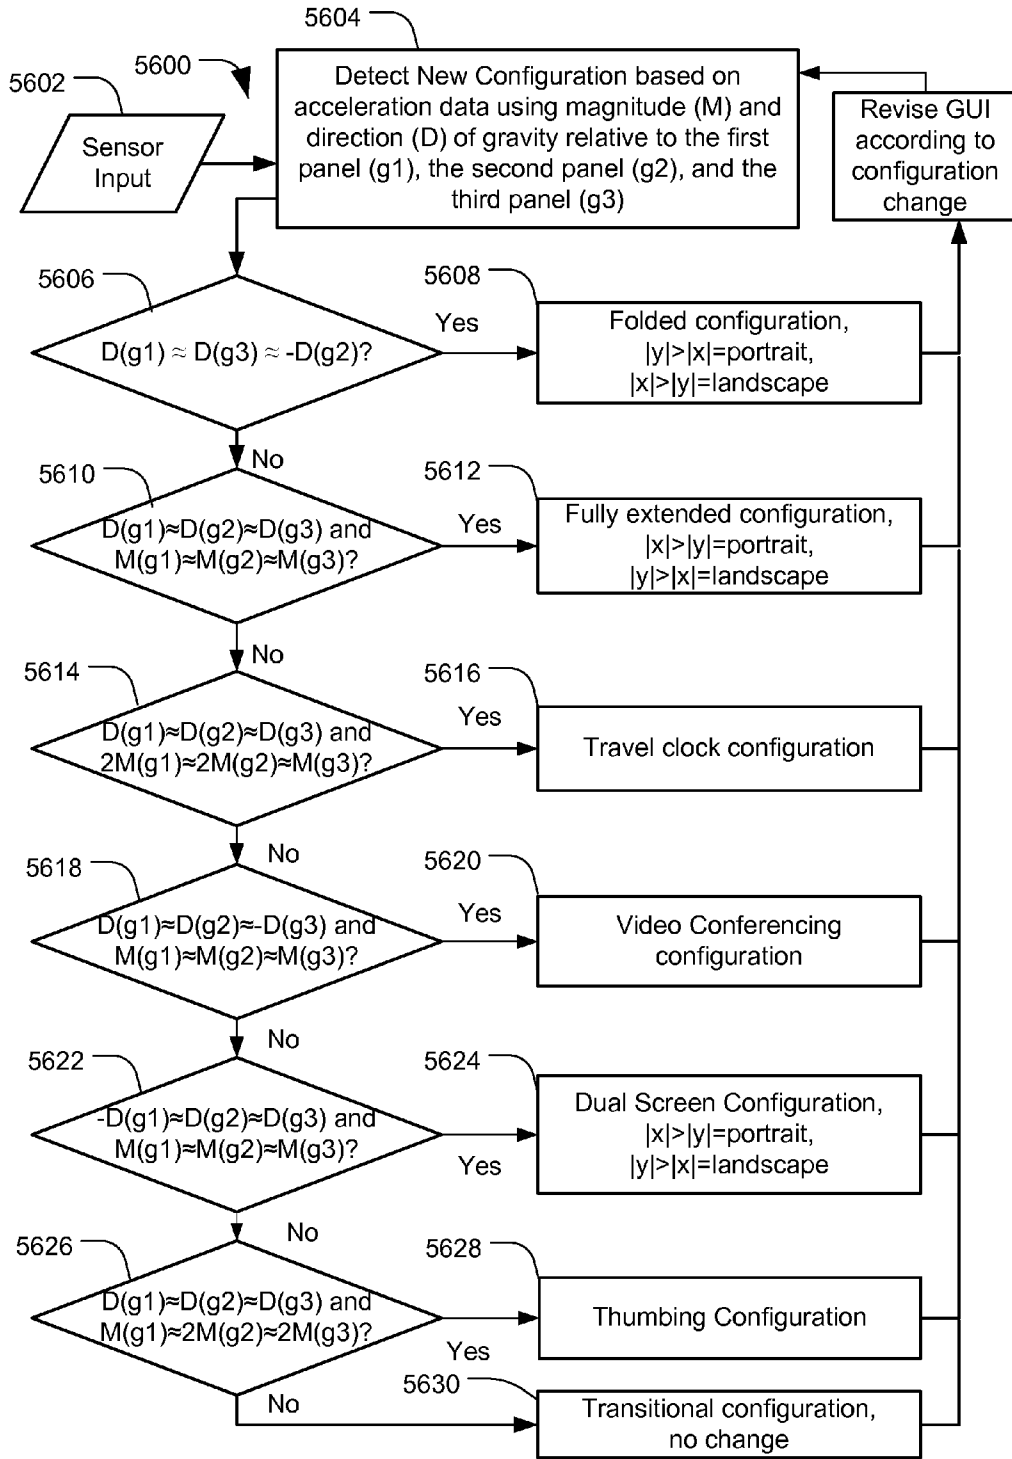 5604
5600
5602
Sensor
Input
Detect New Configuration based on
acceleration data using magnitude (M) and
direction (D) of gravity relative to the first
panel (g1), the second panel (g2), and the
third panel (g3)
Revise GUI
according to
configuration
change
5606
D(g1) ≈ D(g3) ≈ -D(g2)?
Yes
5608
Folded configuration,
|y|>|x|=portrait,
|x|>|y|=landscape
No
5610
D(g1)≈D(g2)≈D(g3) and
M(g1)≈M(g2)≈M(g3)?
Yes
5612
Fully extended configuration,
|x|>|y|=portrait,
|y|>|x|=landscape
No
5614
D(g1)≈D(g2)≈D(g3) and
2M(g1)≈2M(g2)≈M(g3)?
Yes
5616
Travel clock configuration
No
5618
D(g1)≈D(g2)≈-D(g3) and
M(g1)≈M(g2)≈M(g3)?
Yes
5620
Video Conferencing
configuration
No
5622
-D(g1)≈D(g2)≈D(g3) and
M(g1)≈M(g2)≈M(g3)?
Yes
5624
Dual Screen Configuration,
|x|>|y|=portrait,
|y|>|x|=landscape
No
5626
D(g1)≈D(g2)≈D(g3) and
M(g1)≈2M(g2)≈2M(g3)?
Yes
5628
Thumbing Configuration
No
5630
Transitional configuration,
no change